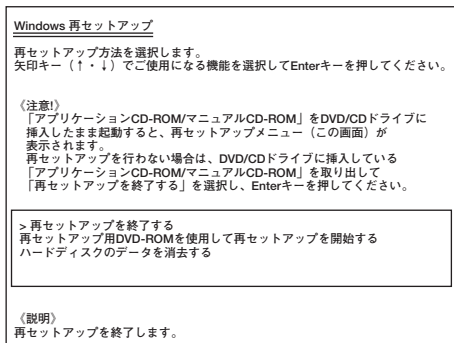 Windows 再セットアップ
再セットアップ方法を選択します。
矢印キー（↑・↓）でご使用になる機能を選択してEnterキーを押してください。
《注意!》
「アプリケーションCD-ROM/マニュアルCD-ROM」をDVD/CDドライブに
挿入したまま起動すると、再セットアップメニュー（この画面）が
表示されます。
再セットアップを行わない場合は、DVD/CDドライブに挿入している
「アプリケーションCD-ROM/マニュアルCD-ROM」を取り出して
「再セットアップを終了する」を選択し、Enterキーを押してください。
> 再セットアップを終了する
再セットアップ用DVD-ROMを使用して再セットアップを開始する
ハードディスクのデータを消去する
《説明》
再セットアップを終了します。